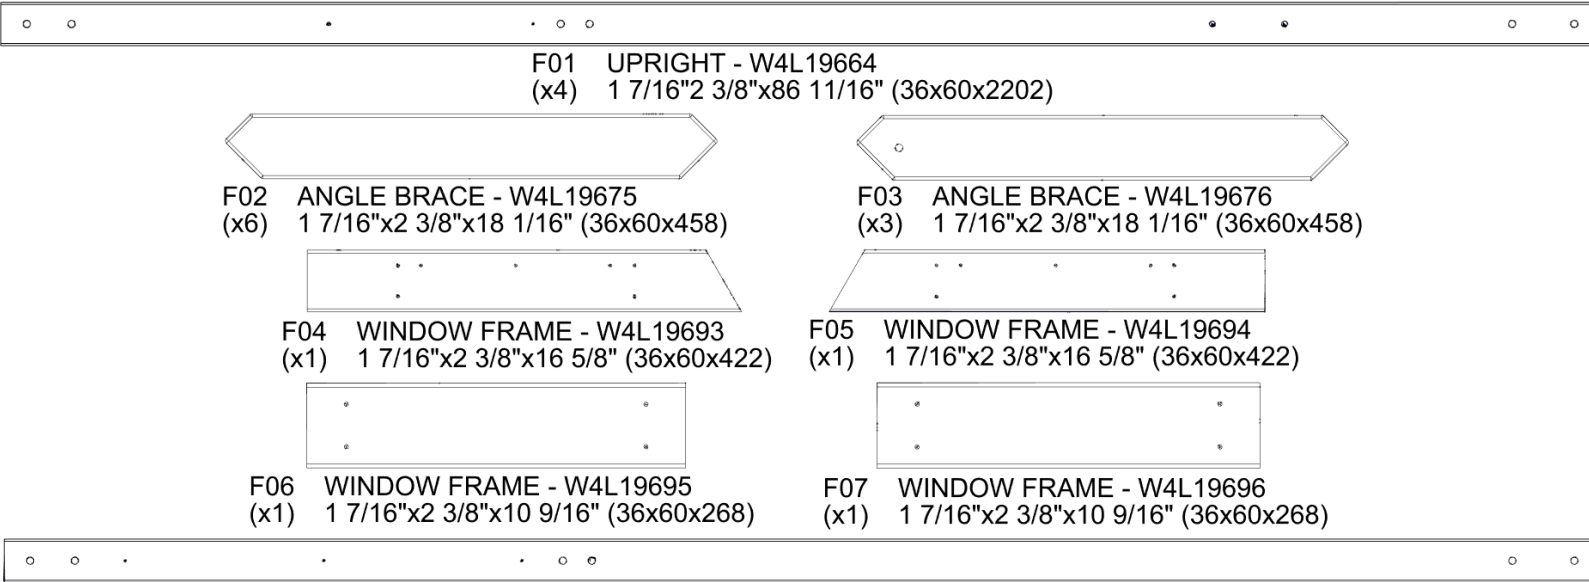 F01 UPRIGHT - W4L19664
(x4) 1 7/16"2 3/8"x86 11/16" (36x60x2202)
F02 ANGLE BRACE - W4L19675
(x6) 1 7/16"x2 3/8"x18 1/16" (36x60x458)
F03 ANGLE BRACE - W4L19676
(x3) 1 7/16"x2 3/8"x18 1/16" (36x60x458)
F04 WINDOW FRAME - W4L19693
(x1) 1 7/16"x2 3/8"x16 5/8" (36x60x422)
F05 WINDOW FRAME - W4L19694
(x1) 1 7/16"x2 3/8"x16 5/8" (36x60x422)
F06 WINDOW FRAME - W4L19695
(x1) 1 7/16"x2 3/8"x10 9/16" (36x60x268)
F07 WINDOW FRAME - W4L19696
(x1) 1 7/16"x2 3/8"x10 9/16" (36x60x268)